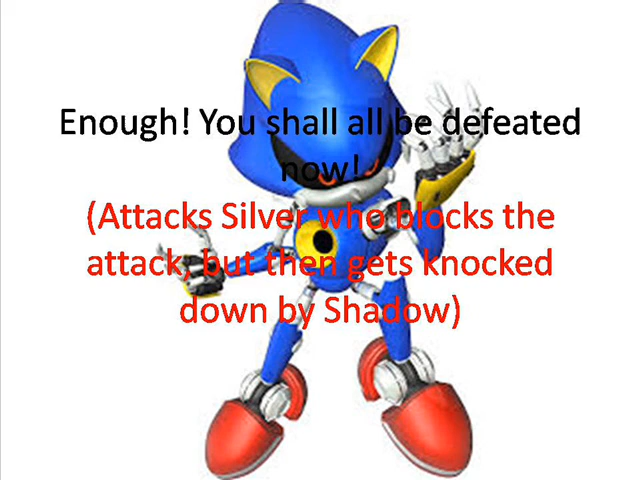 Enough! You shall all be defeated
now!
(Attacks Silver who blocks the
attack, but then gets knocked
down by Shadow)